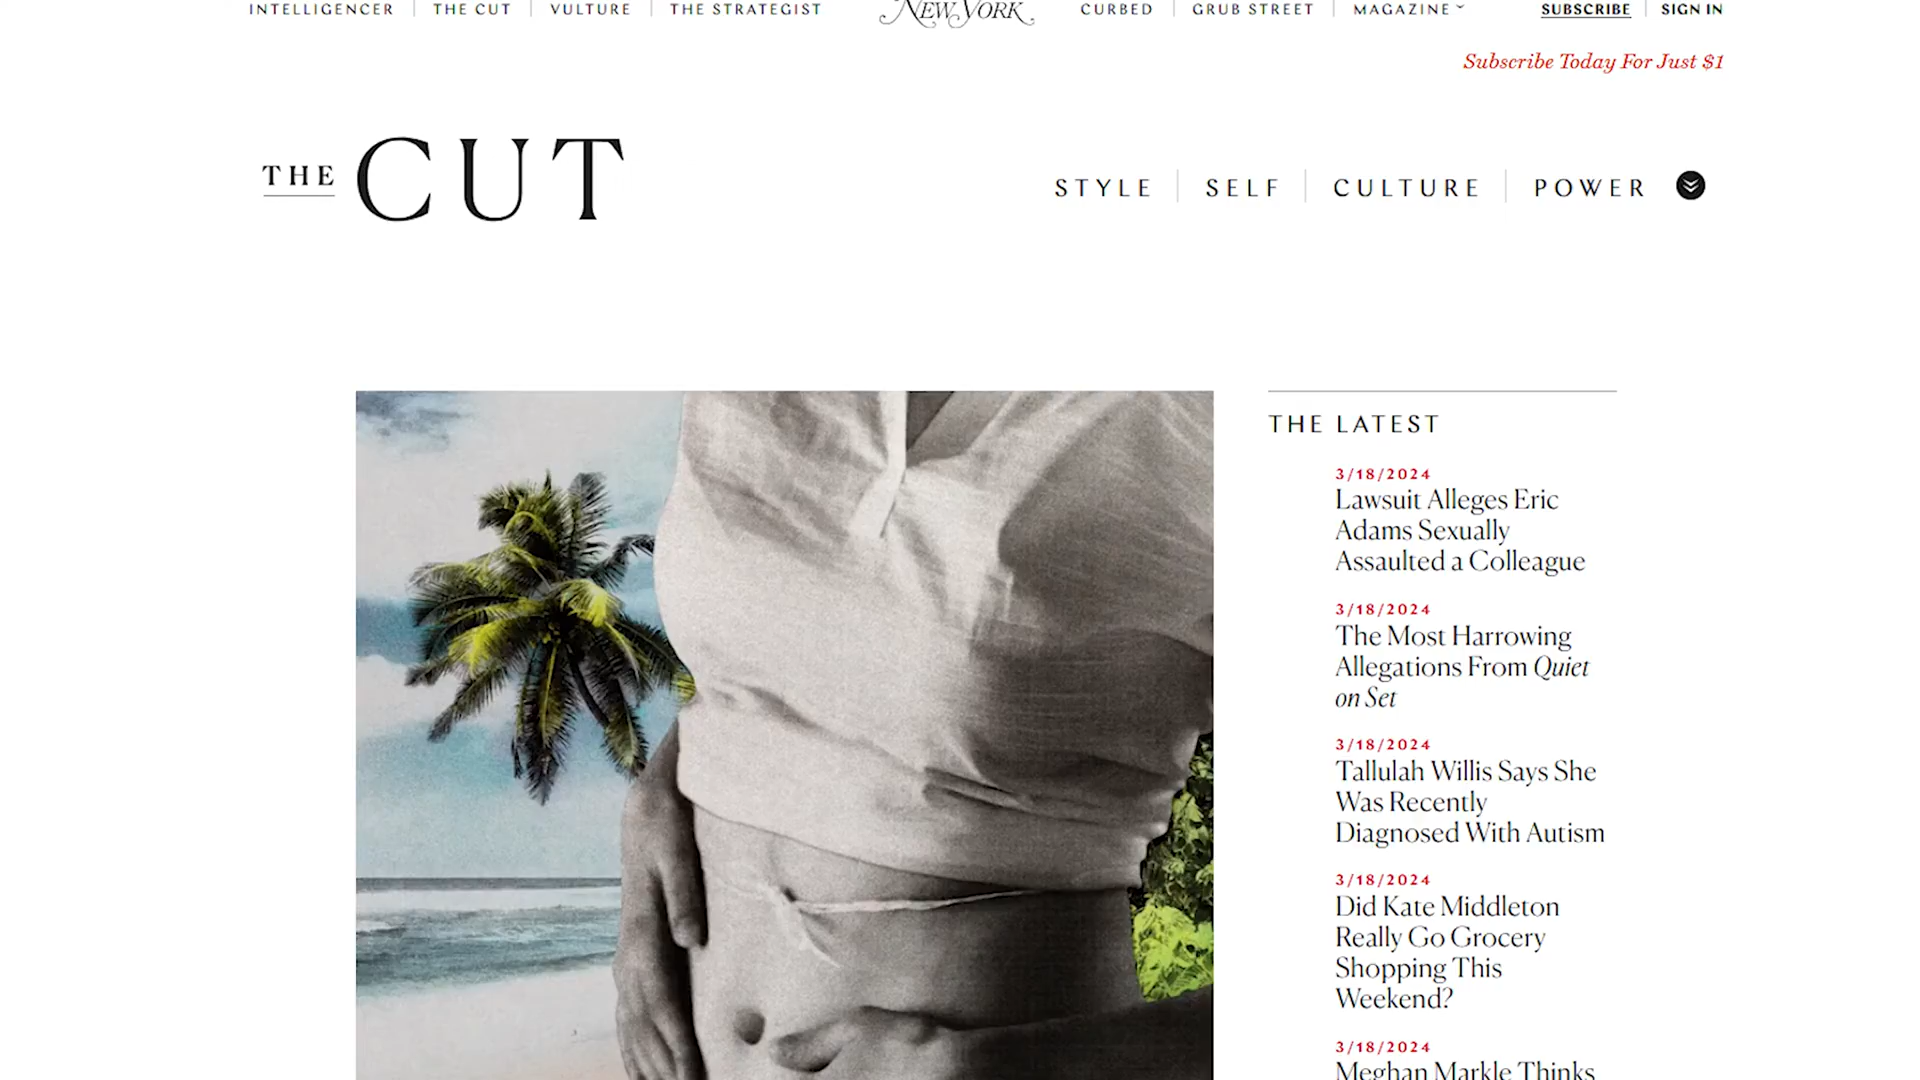 INTELLIGENCER THE CUT VULTURE THE STRATEGIST NEW YORK CURBED GRUB STREET MAGAZINE SUBSCRIBE SIGN IN
Subscribe Today For Just $1
THE CUT
STYLE SELF CULTURE POWER
THE LATEST
3/18/2024
Lawsuit Alleges Eric
Adams Sexually
Assaulted a Colleague
3/18/2024
The Most Harrowing
Allegations From Quiet
on Set
3/18/2024
Tallulah Willis Says She
Was Recently
Diagnosed With Autism
3/18/2024
Did Kate Middleton
Really Go Grocery
Shopping This
Weekend?
3/18/2024
Meghan Markle Thinks